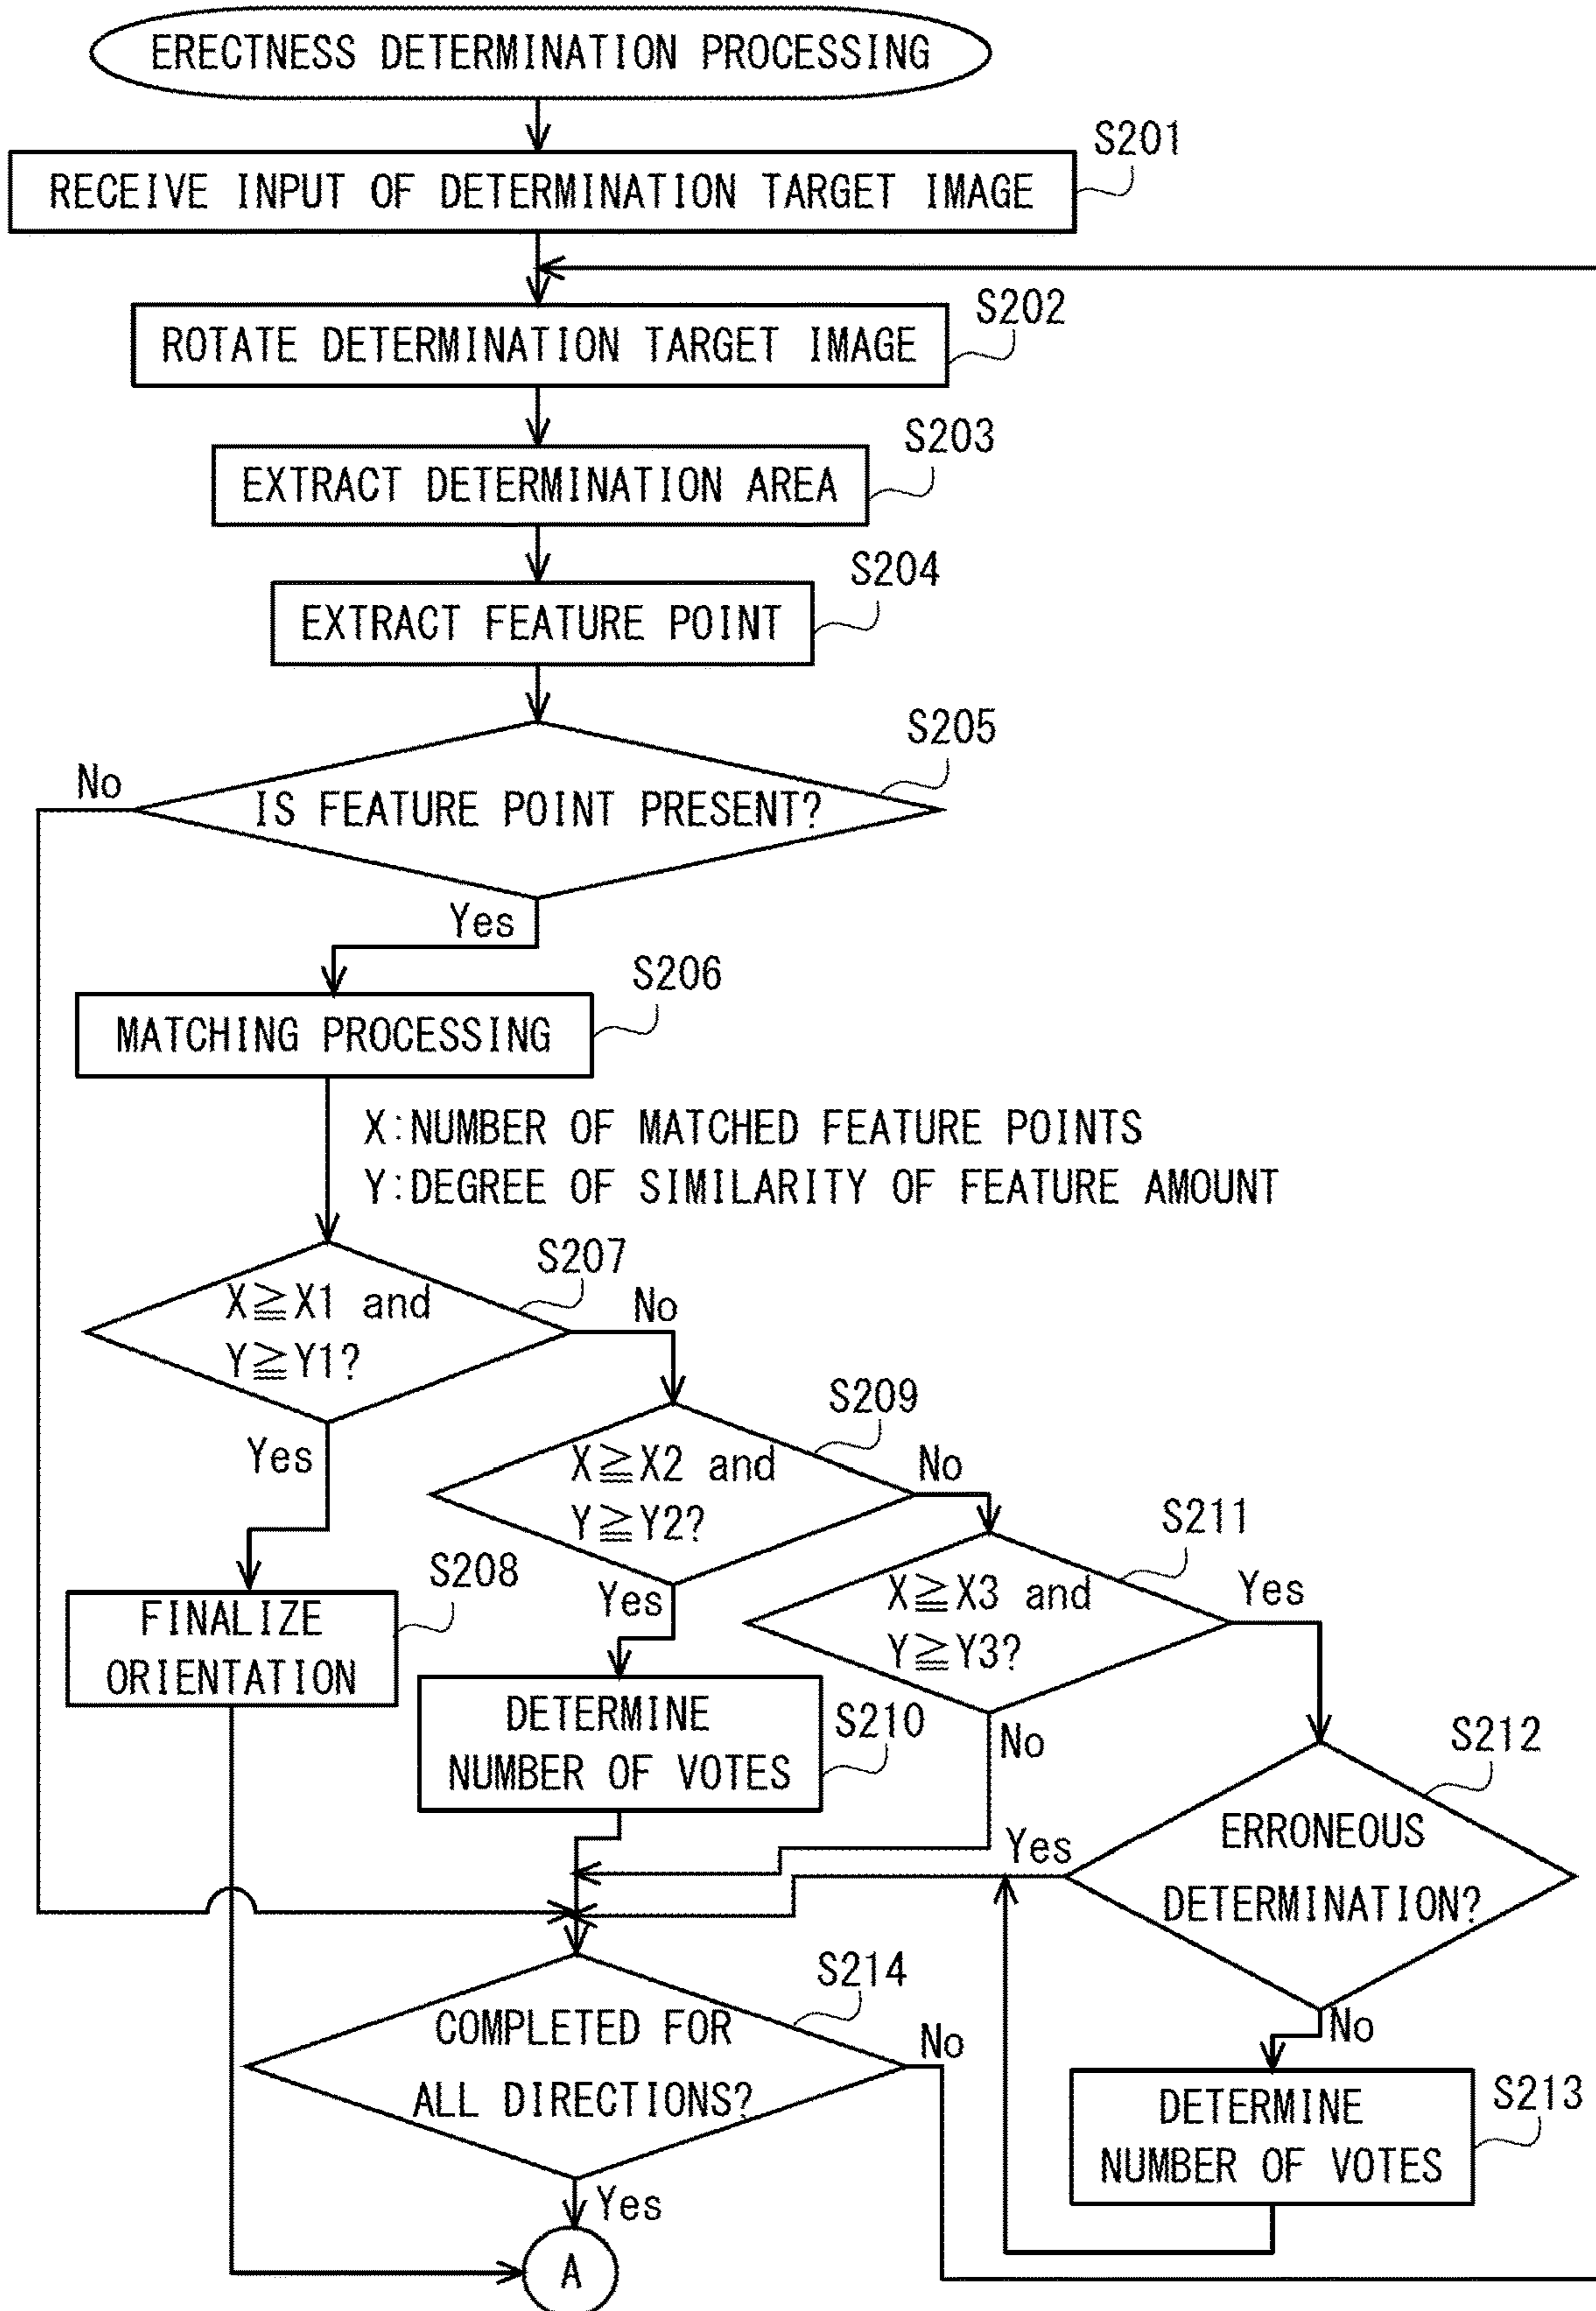 ERECTNESS DETERMINATION PROCESSING
S201
RECEIVE INPUT OF DETERMINATION TARGET IMAGE
S202
ROTATE DETERMINATION TARGET IMAGE
S203
EXTRACT DETERMINATION AREA
S204
EXTRACT FEATURE POINT
S205
No
IS FEATURE POINT PRESENT?
Yes
S206
MATCHING PROCESSING
X:NUMBER OF MATCHED FEATURE POINTS
Y:DEGREE OF SIMILARITY OF FEATURE AMOUNT
S207
X≧X1 and
Y≧Y1?
No
Yes
S209
X≧X2 and
Y≧Y2?
No
Yes
S211
X≧X3 and
Y≧Y3?
Yes
No
S208
FINALIZE
ORIENTATION
S210
DETERMINE
NUMBER OF VOTES
S212
ERRONEOUS
DETERMINATION?
Yes
No
S214
COMPLETED FOR
ALL DIRECTIONS?
No
Yes
S213
DETERMINE
NUMBER OF VOTES
A